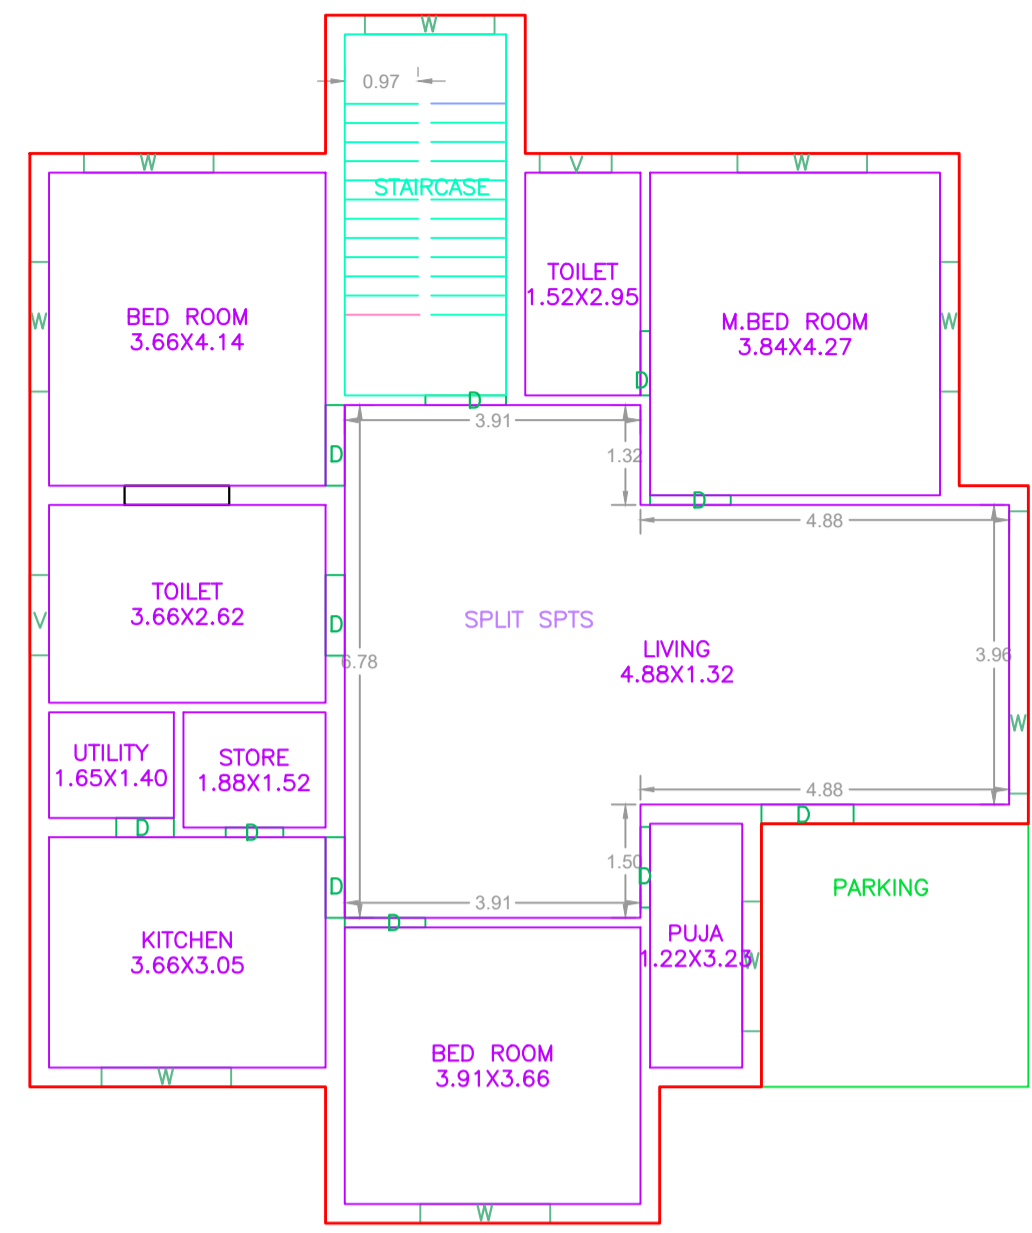 W
0.97
W
V
W
STAIRCASE
TOILET
1.52X2.95
BED ROOM
3.66X4.14
W
M.BED ROOM
3.84X4.27
W
D
D
3.91
D
1.32
D
4.88
TOILET
3.66X2.62
V
D
SPLIT SPTS
LIVING
4.88X1.32
6.78
3.96
W
UTILITY
1.65X1.40
STORE
1.88X1.52
4.88
D
D
D
1.50
D
D
PARKING
3.91
D
KITCHEN
3.66X3.05
PUJA
1.22X3.23
W
BED ROOM
3.91X3.66
W
W